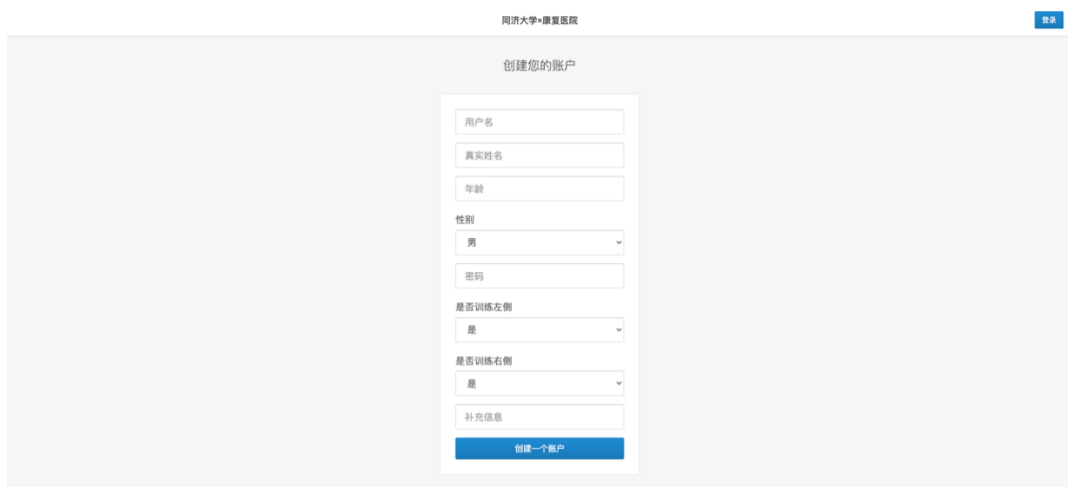 同济大学×康复医院
登录
创建您的账户
用户名
真实姓名
年龄
性别
男
密码
是否训练左侧
是
是否训练右侧
是
补充信息
创建一个账户